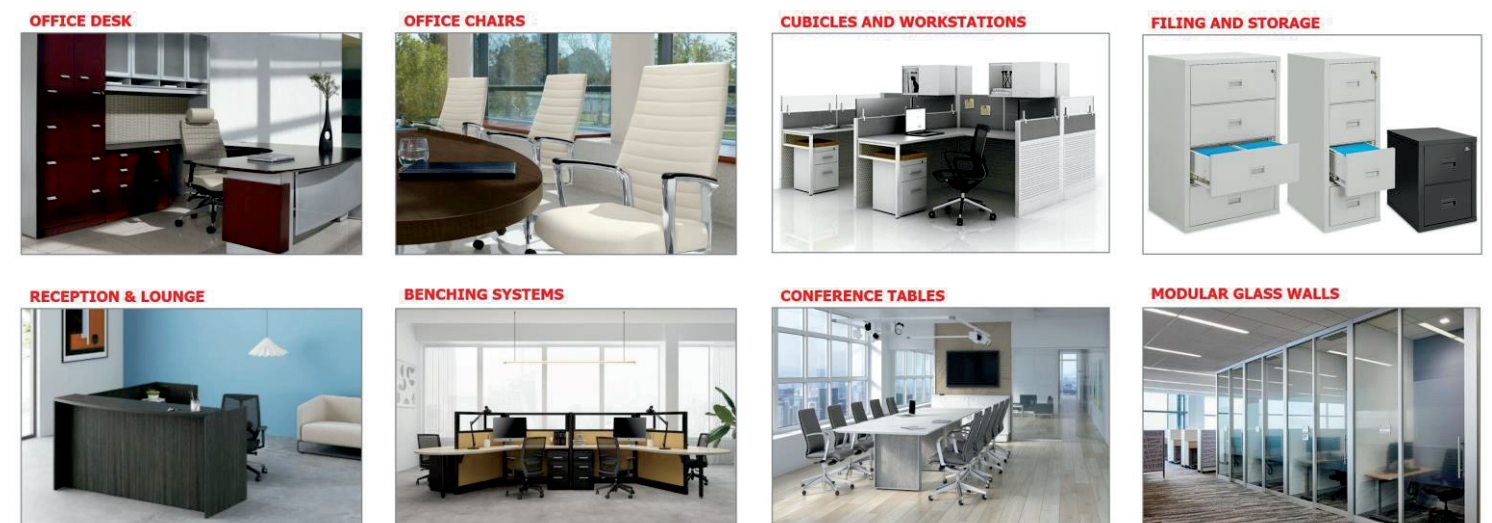 OFFICE DESK
OFFICE CHAIRS
CUBICLES AND WORKSTATIONS
FILING AND STORAGE
RECEPTION & LOUNGE
BENCHING SYSTEMS
CONFERENCE TABLES
MODULAR GLASS WALLS